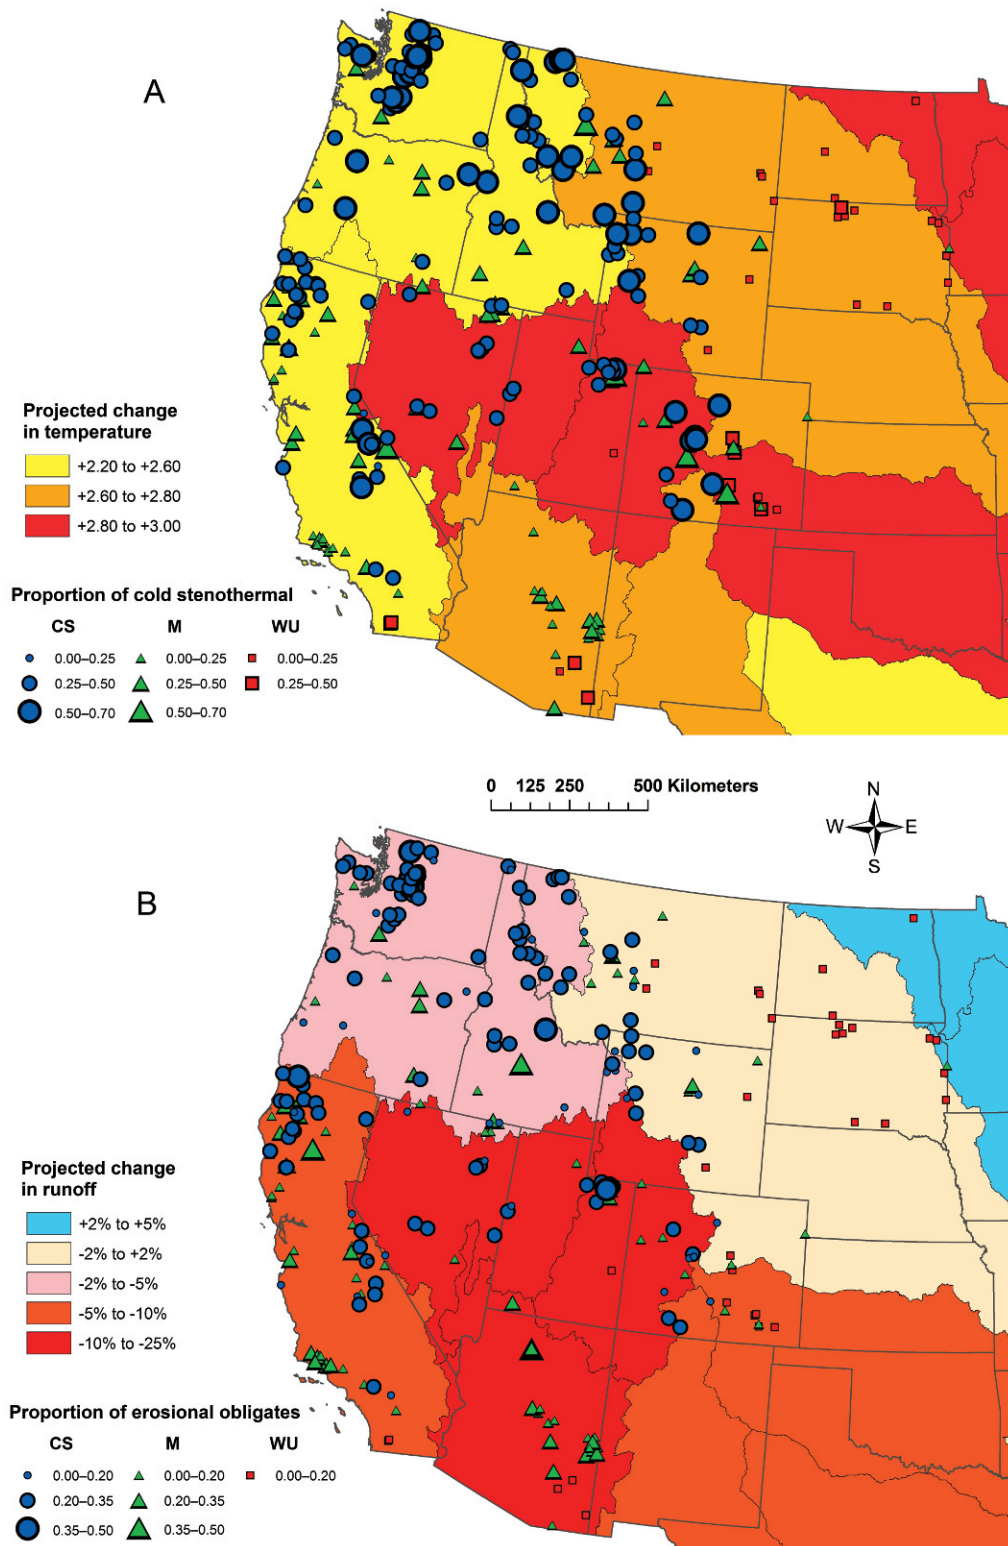 A
Projected change
in temperature
+2.20 to +2.60
+2.60 to +2.80
+2.80 to +3.00
Proportion of cold stenothermal
CS M WU
0.00–0.25 0.00–0.25 0.00–0.25
0.25–0.50 0.25–0.50 0.25–0.50
0.50–0.70 0.50–0.70
0 125 250 500 Kilometers
N
W E
S
B
Projected change
in runoff
+2% to +5%
-2% to +2%
-2% to -5%
-5% to -10%
-10% to -25%
Proportion of erosional obligates
CS M WU
0.00–0.20 0.00–0.20 0.00–0.20
0.20–0.35 0.20–0.35
0.35–0.50 0.35–0.50